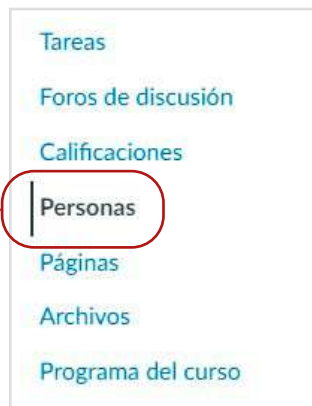 Tareas
Foros de discusión
Calificaciones
Personas
Páginas
Archivos
Programa del curso